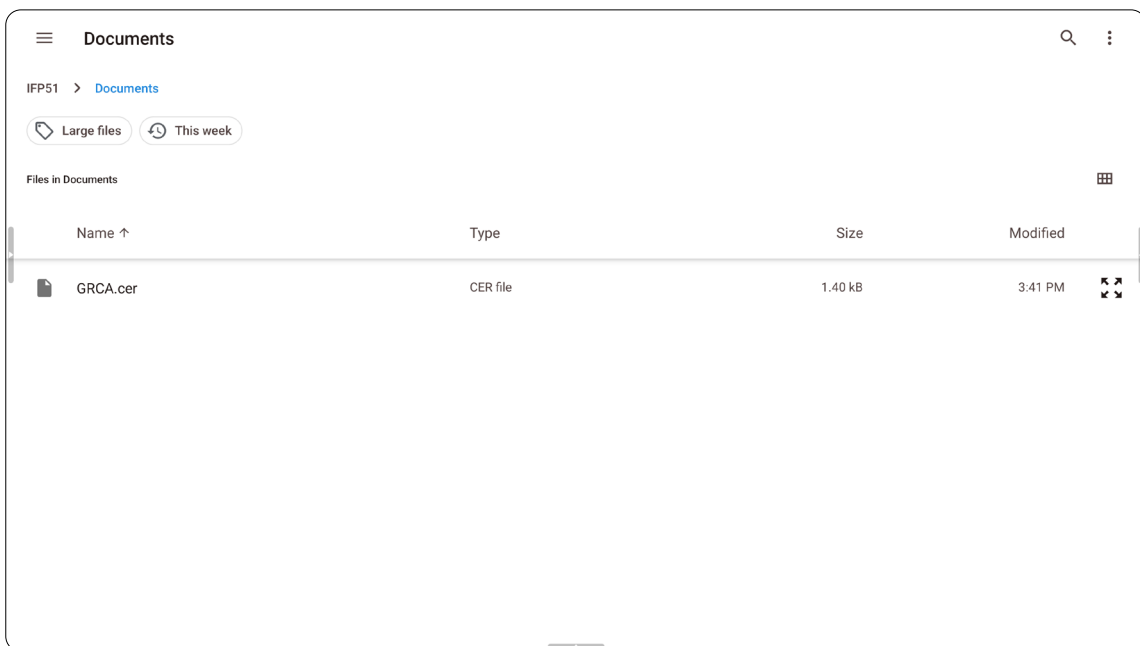 Documents
IFP51 > Documents
Large files This week
Files in Documents
Name ↑ Type Size Modified
GRCA.cer CER file 1.40 kB 3:41 PM